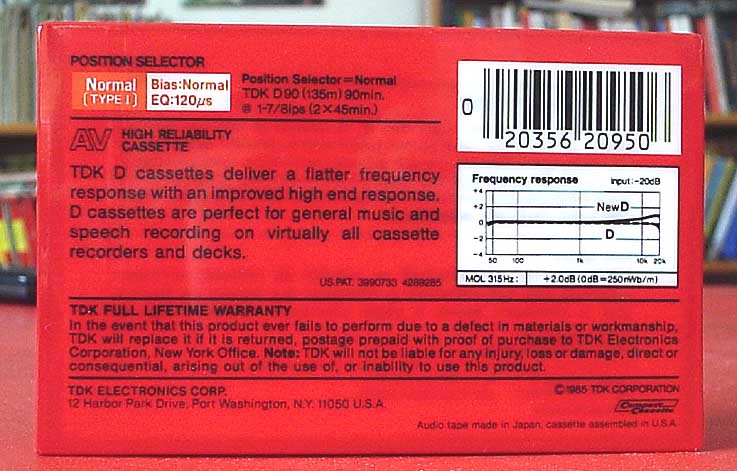 POSITION SELECTOR
Normal
(TYPE I)
Bias:Normal
EQ:120μs
Position Selector=Normal
TDK D90 (135m) 90min.
@ 1-7/8ips (2×45min.)
0 20356 20950
AV HIGH RELIABILITY
CASSETTE
TDK D cassettes deliver a flatter frequency
response with an improved high end response.
D cassettes are perfect for general music and
speech recording on virtually all cassette
recorders and decks.
US.PAT. 3990733 4289285
Frequency response input:-20dB
+4
+2
0
-2
-4
New D
D
50 100 1k 10k 20k
MOL 315Hz: +2.0dB (0dB=250nWb/m)
TDK FULL LIFETIME WARRANTY
In the event that this product ever fails to perform due to a defect in materials or workmanship,
TDK will replace it if it is returned, postage prepaid with proof of purchase to TDK Electronics
Corporation, New York Office. Note: TDK will not be liable for any injury, loss or damage, direct or
consequential, arising out of the use of, or inability to use this product.
TDK ELECTRONICS CORP.
12 Harbor Park Drive, Port Washington, N.Y. 11050 U.S.A.
©1985 TDK CORPORATION
Compact
Cassette
Audio tape made in Japan, cassette assembled in U.S.A.